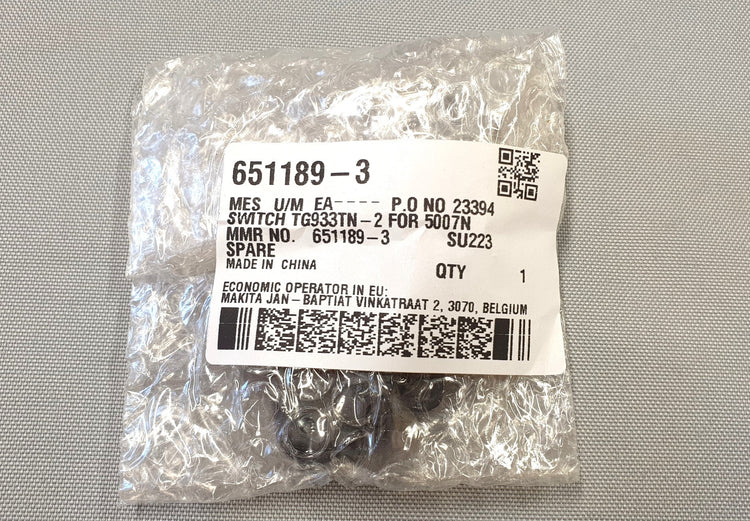 651189-3
MES U/M EA---- P.O NO 23394
SWITCH TG933TN-2 FOR 5007N
MMR NO. 651189-3 SU223
SPARE
MADE IN CHINA QTY 1
ECONOMIC OPERATOR IN EU:
MAKITA JAN-BAPTIAT VINKATRAAT 2, 3070, BELGIUM